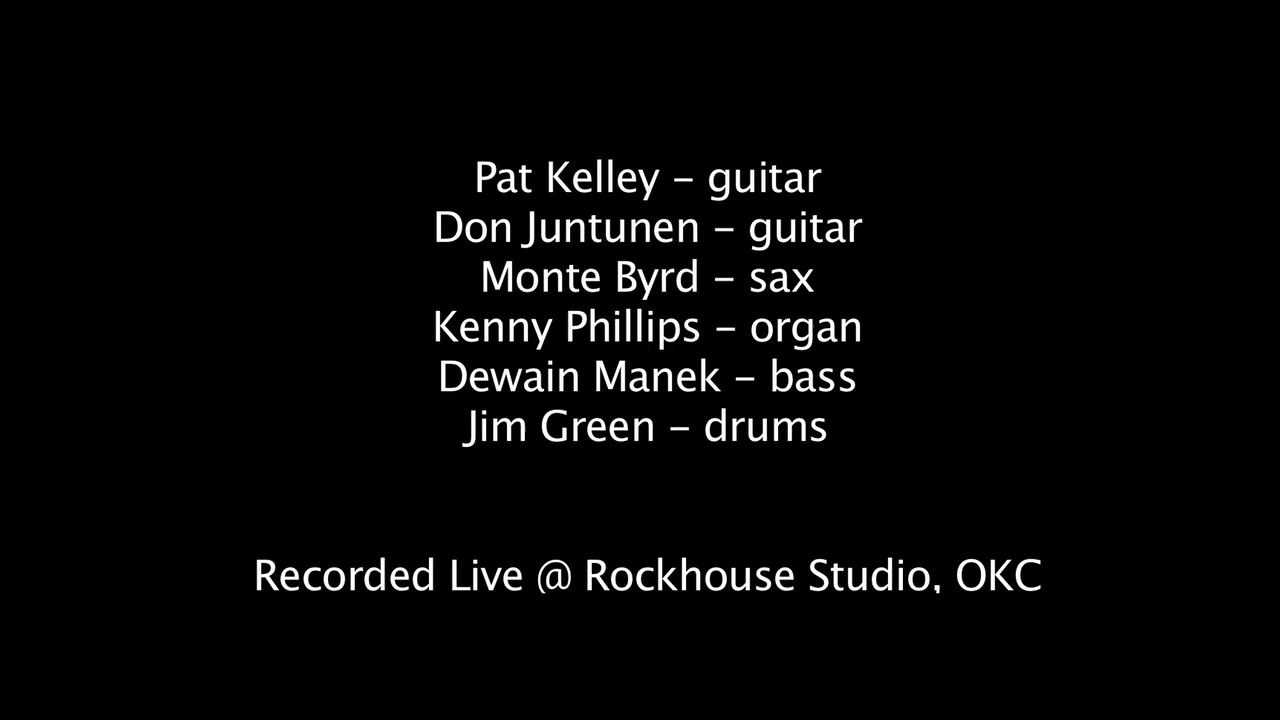 Pat Kelley – guitar
Don Juntunen – guitar
Monte Byrd – sax
Kenny Phillips – organ
Dewain Manek – bass
Jim Green – drums
Recorded Live @ Rockhouse Studio, OKC